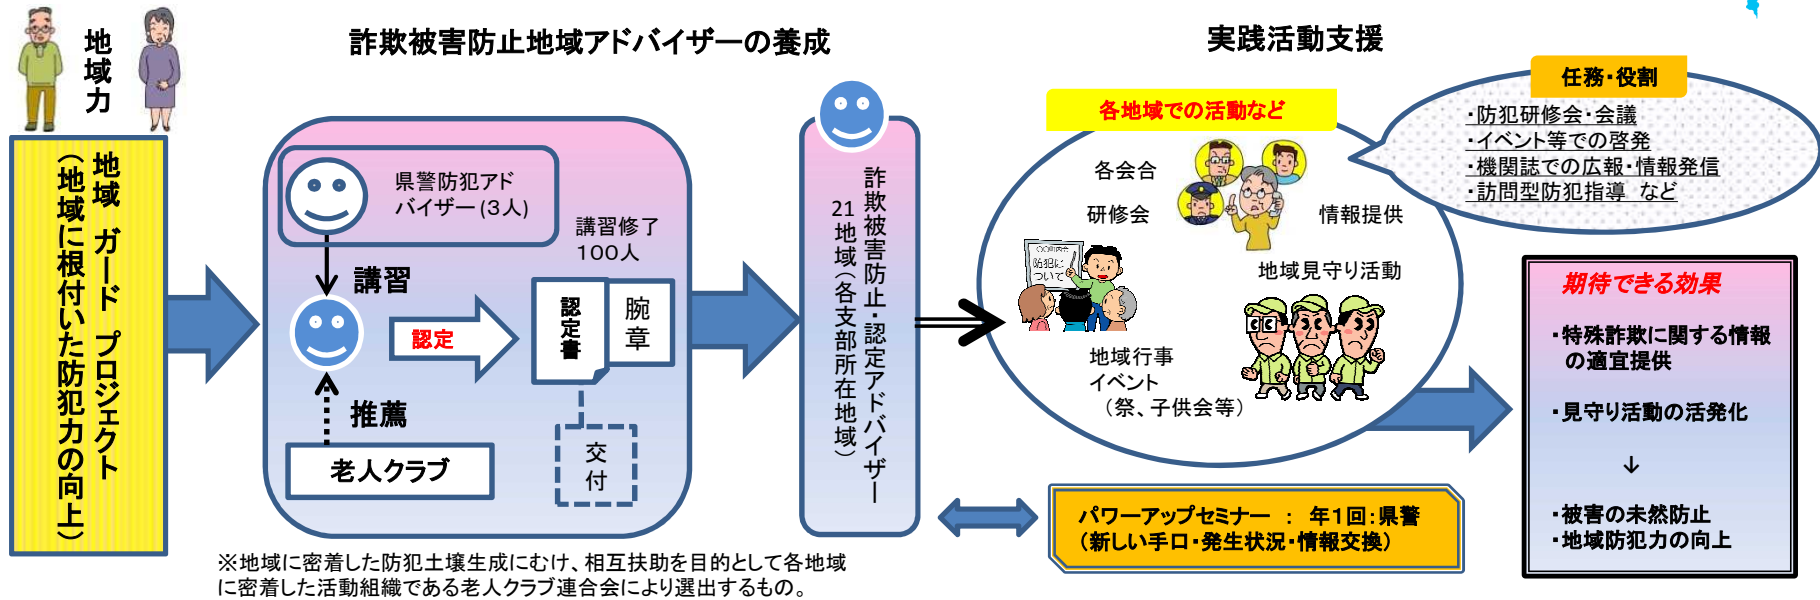 地域力
詐欺被害防止地域アドバイザーの養成
実践活動支援
地域 ガード プロジェクト
（地域に根付いた防犯力の向上）
県警防犯アド
バイザー(3人)
講習修了
100人
講習
認定
認定書
腕章
推薦
老人クラブ
交付
※地域に密着した防犯土壌生成にむけ、相互扶助を目的として各地域
に密着した活動組織である老人クラブ連合会により選出するもの。
詐欺被害防止・認定アドバイザー
21地域（各支部所在地域）
各地域での活動など
各会合
研修会
情報提供
〇〇町内会
防犯に
ついて
地域見守り活動
地域行事
イベント
（祭、子供会等）
任務・役割
・防犯研修会・会議
・イベント等での啓発
・機関誌での広報・情報発信
・訪問型防犯指導 など
パワーアップセミナー ： 年1回：県警
（新しい手口・発生状況・情報交換）
期待できる効果
・特殊詐欺に関する情報
の適宜提供
・見守り活動の活発化
↓
・被害の未然防止
・地域防犯力の向上